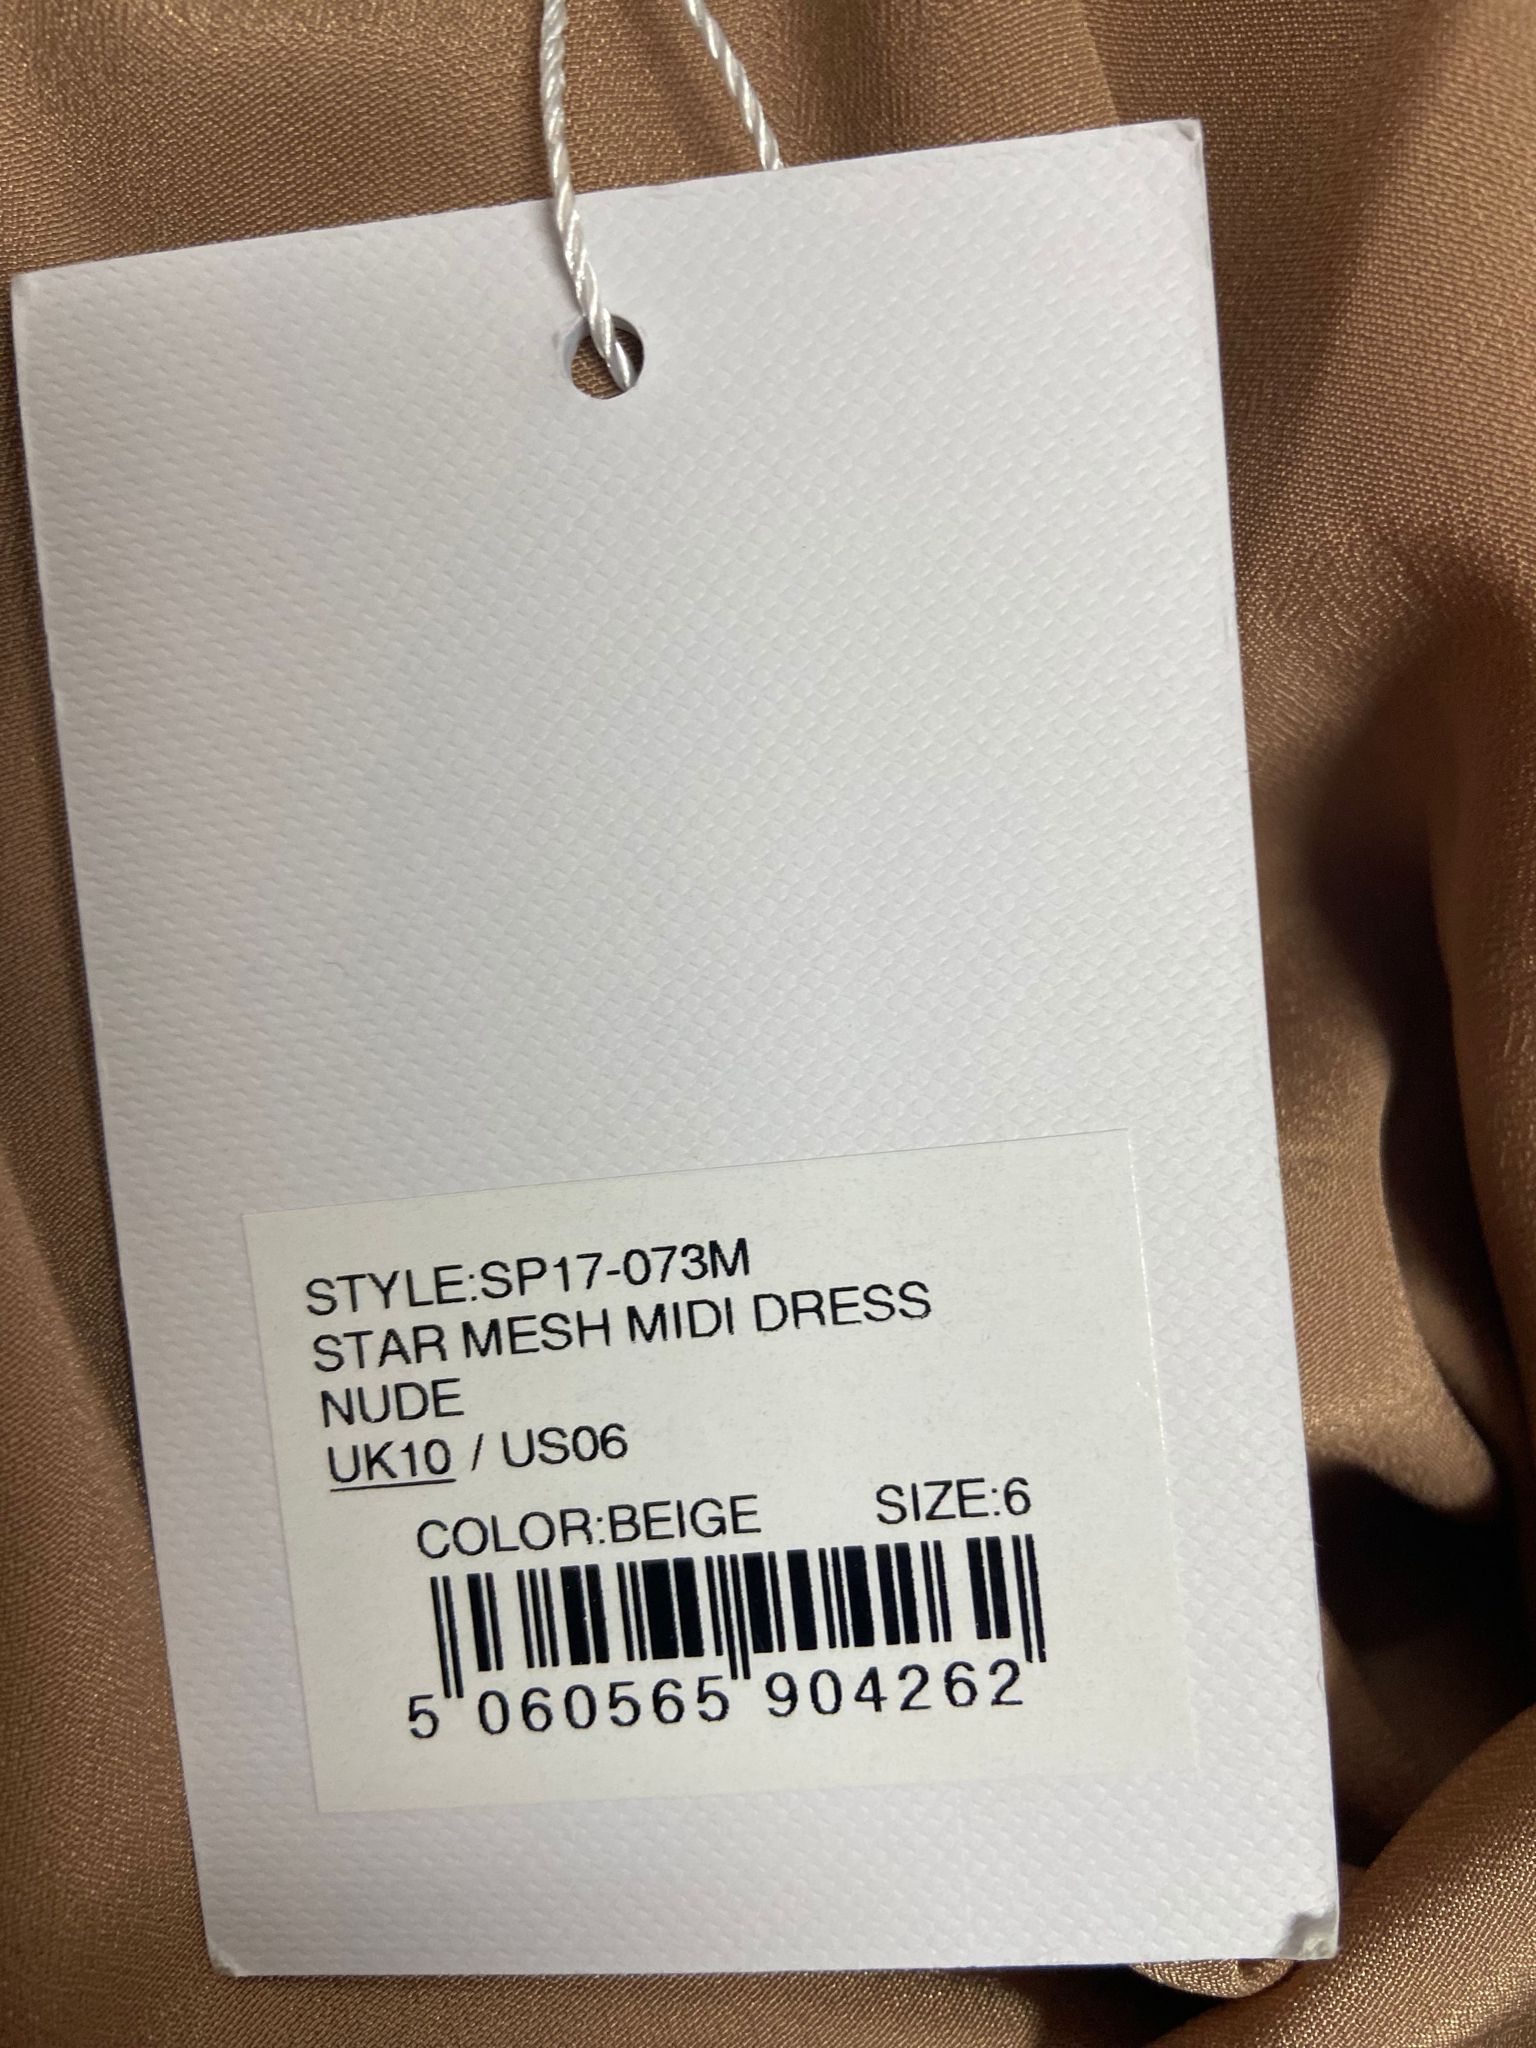 STYLE:SP17-073M
STAR MESH MIDI DRESS
NUDE
UK10 / US06
COLOR:BEIGE SIZE:6
5 060565 904262